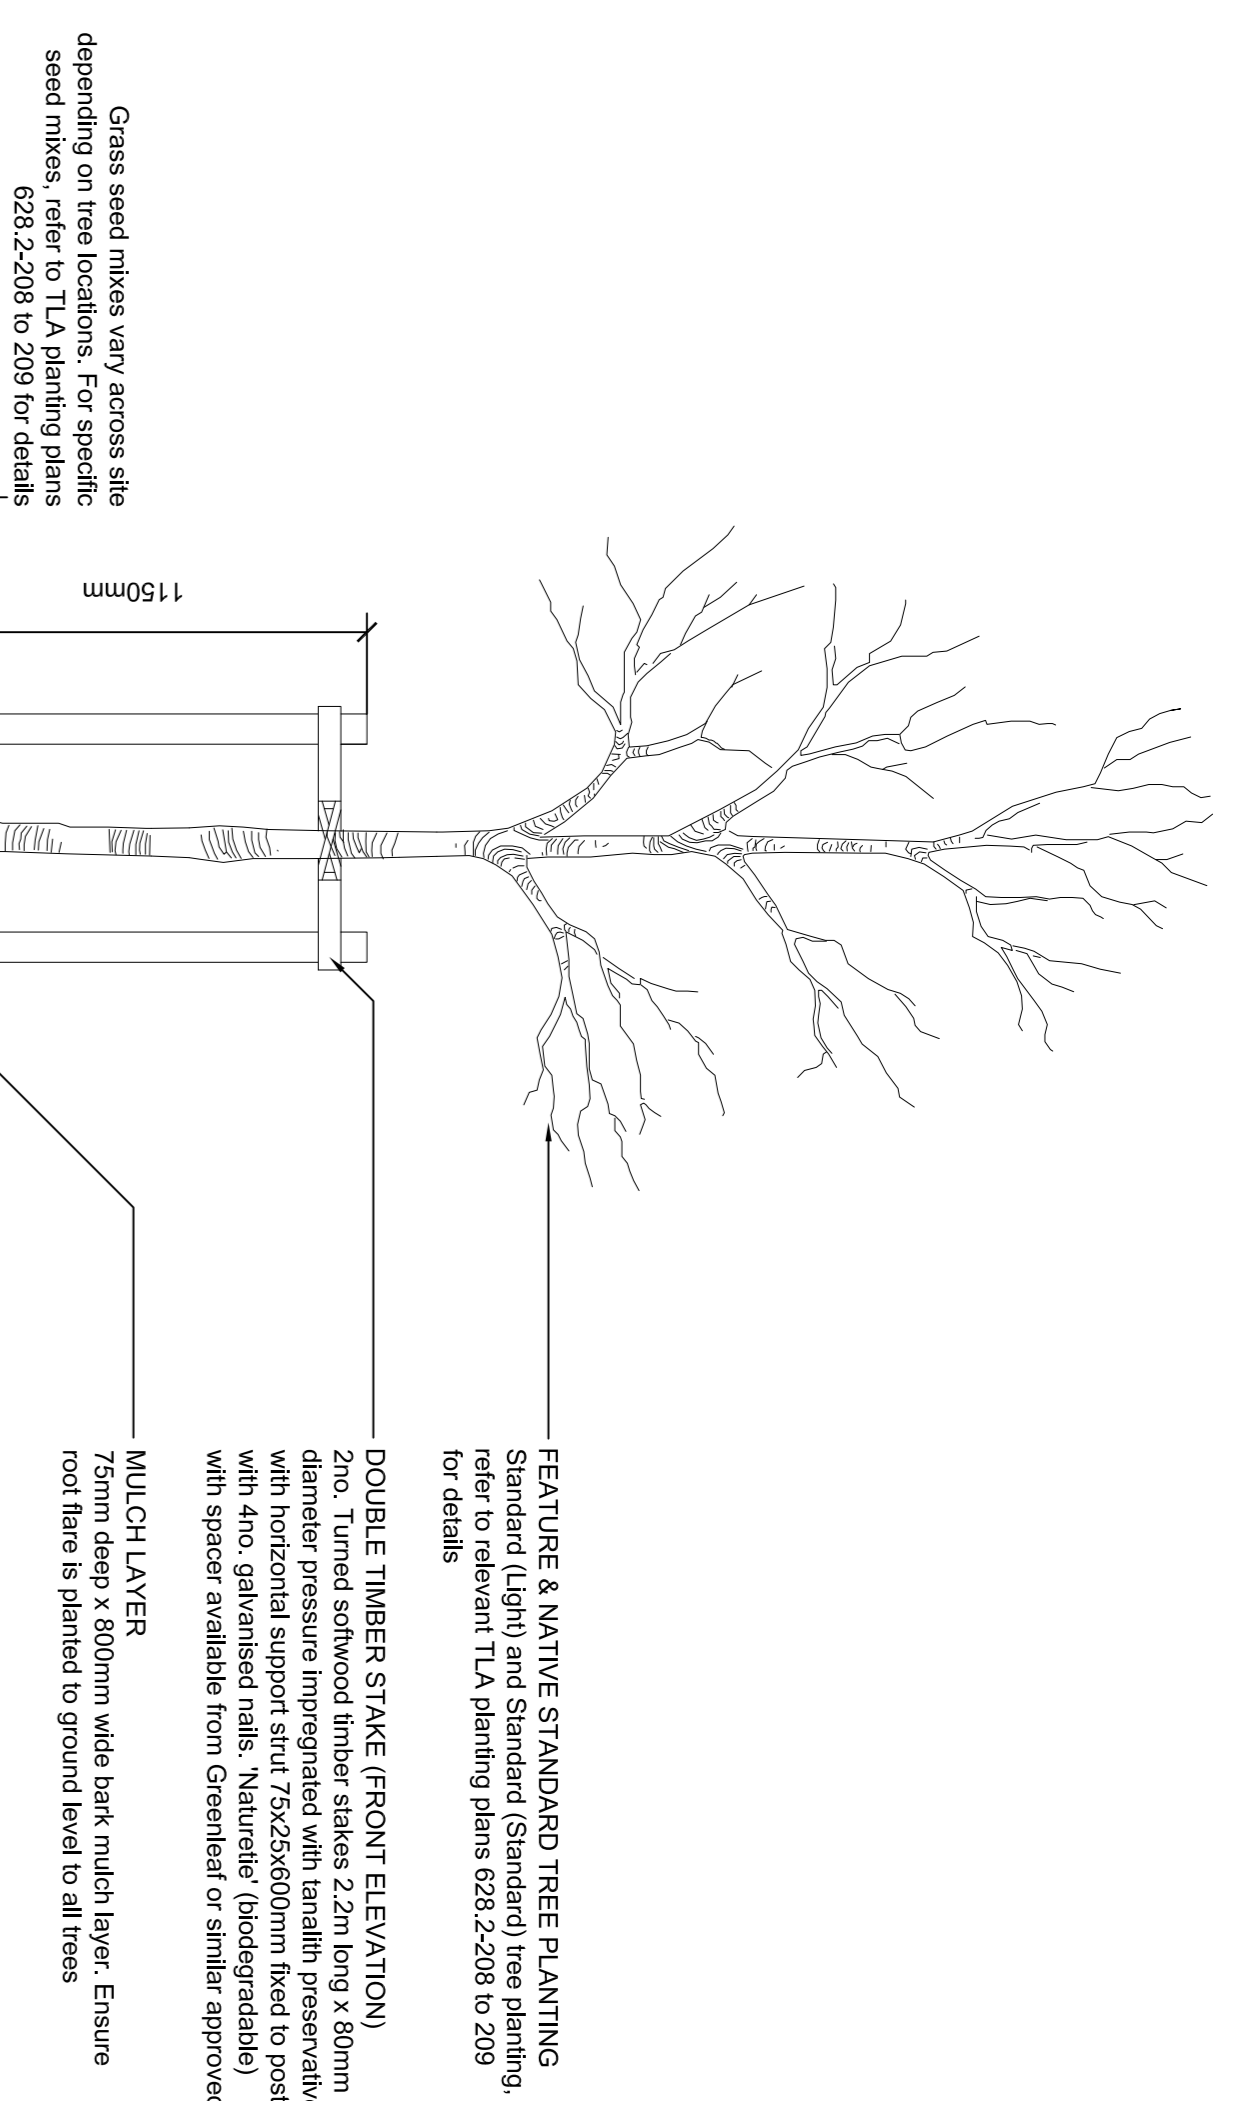 Grass seed mixes vary across site
depending on tree locations. For specific
seed mixes, refer to TLA planting plans
628.2-208 to 209 for details
1150mm
FEATURE & NATIVE STANDARD TREE PLANTING
Standard (Light) and Standard (Standard) tree planting,
refer to relevant TLA planting plans 628.2-208 to 209
for details
DOUBLE TIMBER STAKE (FRONT ELEVATION)
2no. Turned softwood timber stakes 2.2m long x 80mm
diameter pressure impregnated with tanalith preservative
with horizontal support strut 75x25x600mm fixed to post
with 4no. galvanised nails. 'Naturetie' (biodegradable)
with spacer available from Greenleaf or similar approved
MULCH LAYER
75mm deep x 800mm wide bark mulch layer. Ensure
root flare is planted to ground level to all trees